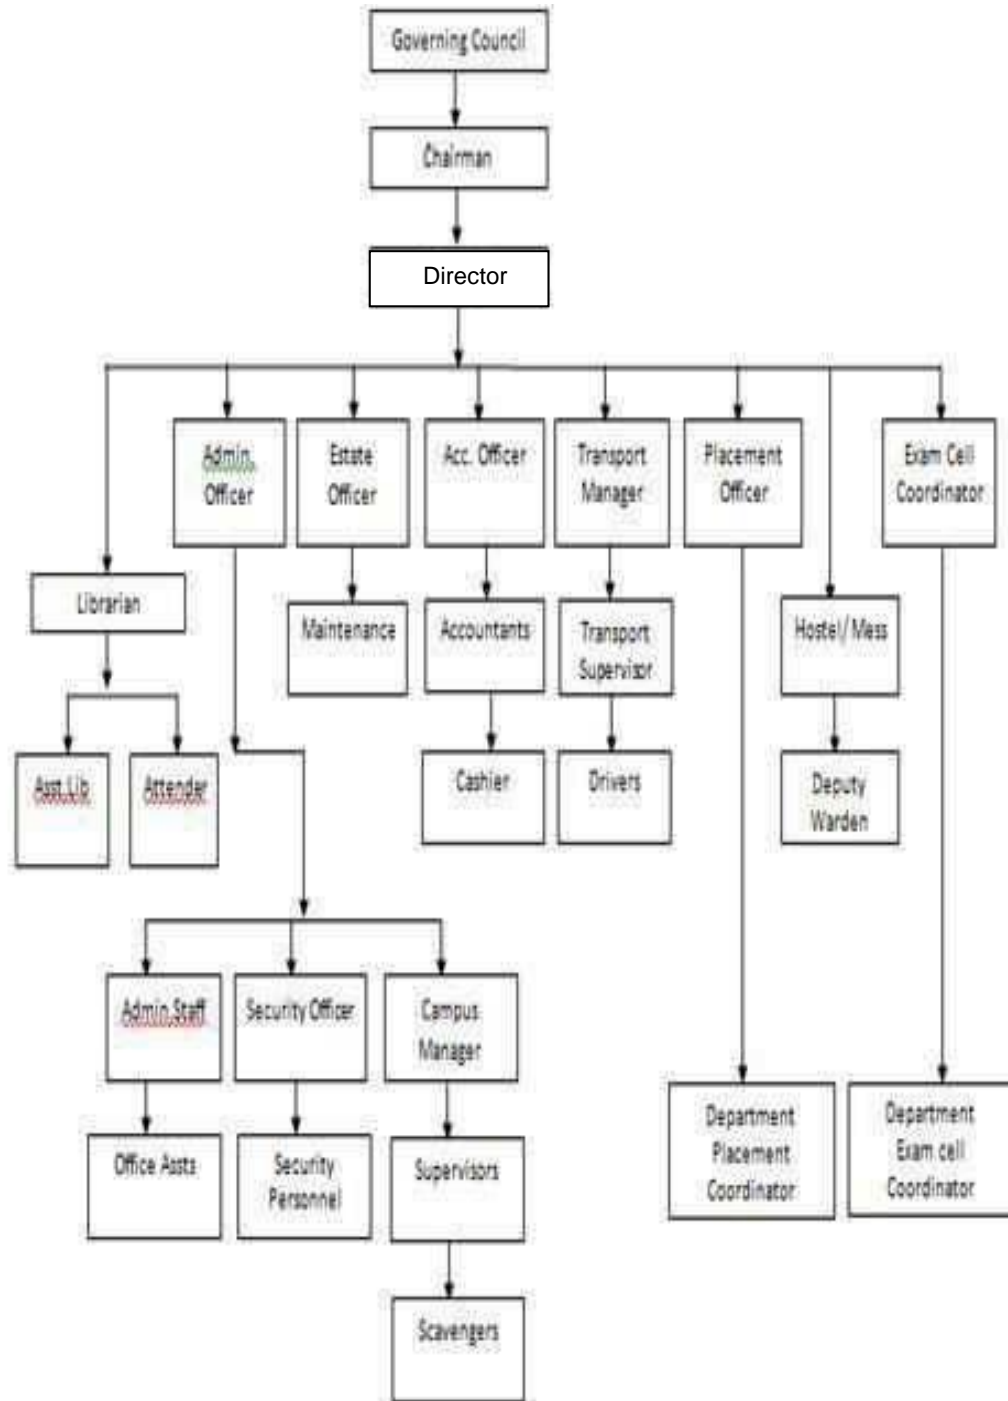 Governing Council
Chairman
Director
Admin.
Officer
Estate
Officer
Acc. Officer
Transport
Manager
Placement
Officer
Exam Cell
Coordinator
Librarian
Maintenance
Accountants
Transport
Supervisor
Hostel/ Mess
Asst.Lib
Attender
Cashier
Drivers
Deputy
Warden
Admin.Staff
Security Officer
Campus
Manager
Department
Placement
Coordinator
Department
Exam cell
Coordinator
Office Assts
Security
Personnel
Supervisors
Scavengers